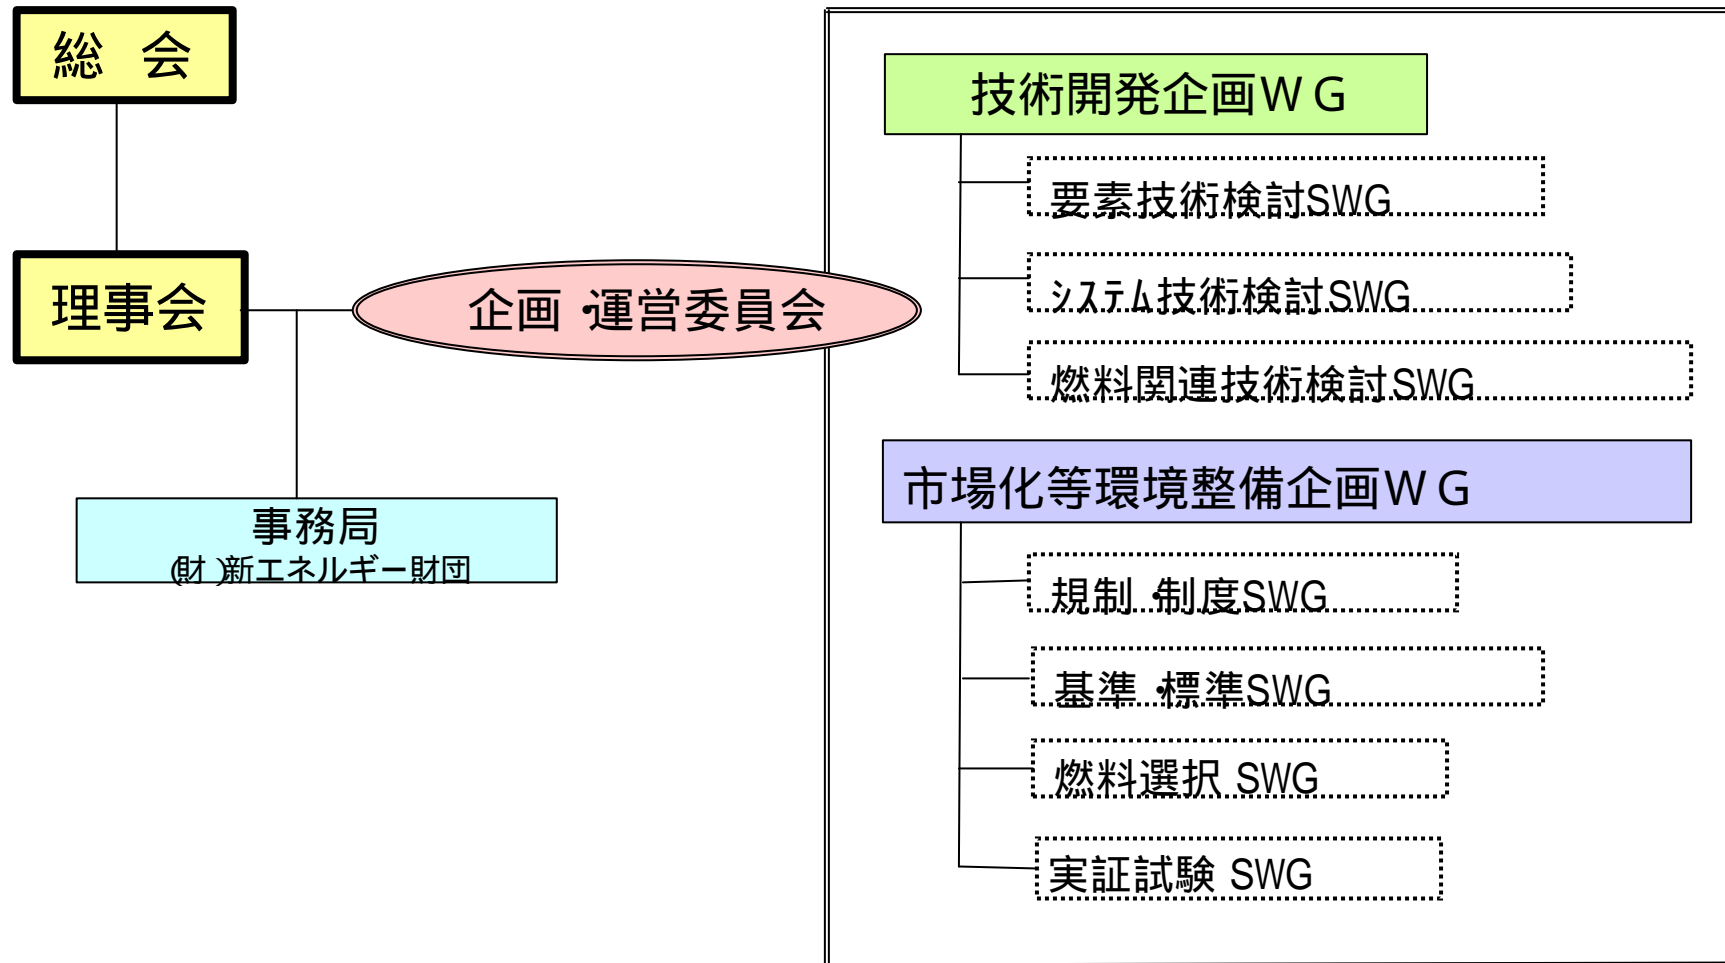 総 会
理事会
企画・運営委員会
事務局
(財)新エネルギー財団
技術開発企画ＷＧ
要素技術検討SWG
ｼｽﾃﾑ技術検討SWG
燃料関連技術検討SWG
市場化等環境整備企画ＷＧ
規制・制度SWG
基準・標準SWG
燃料選択 SWG
実証試験 SWG